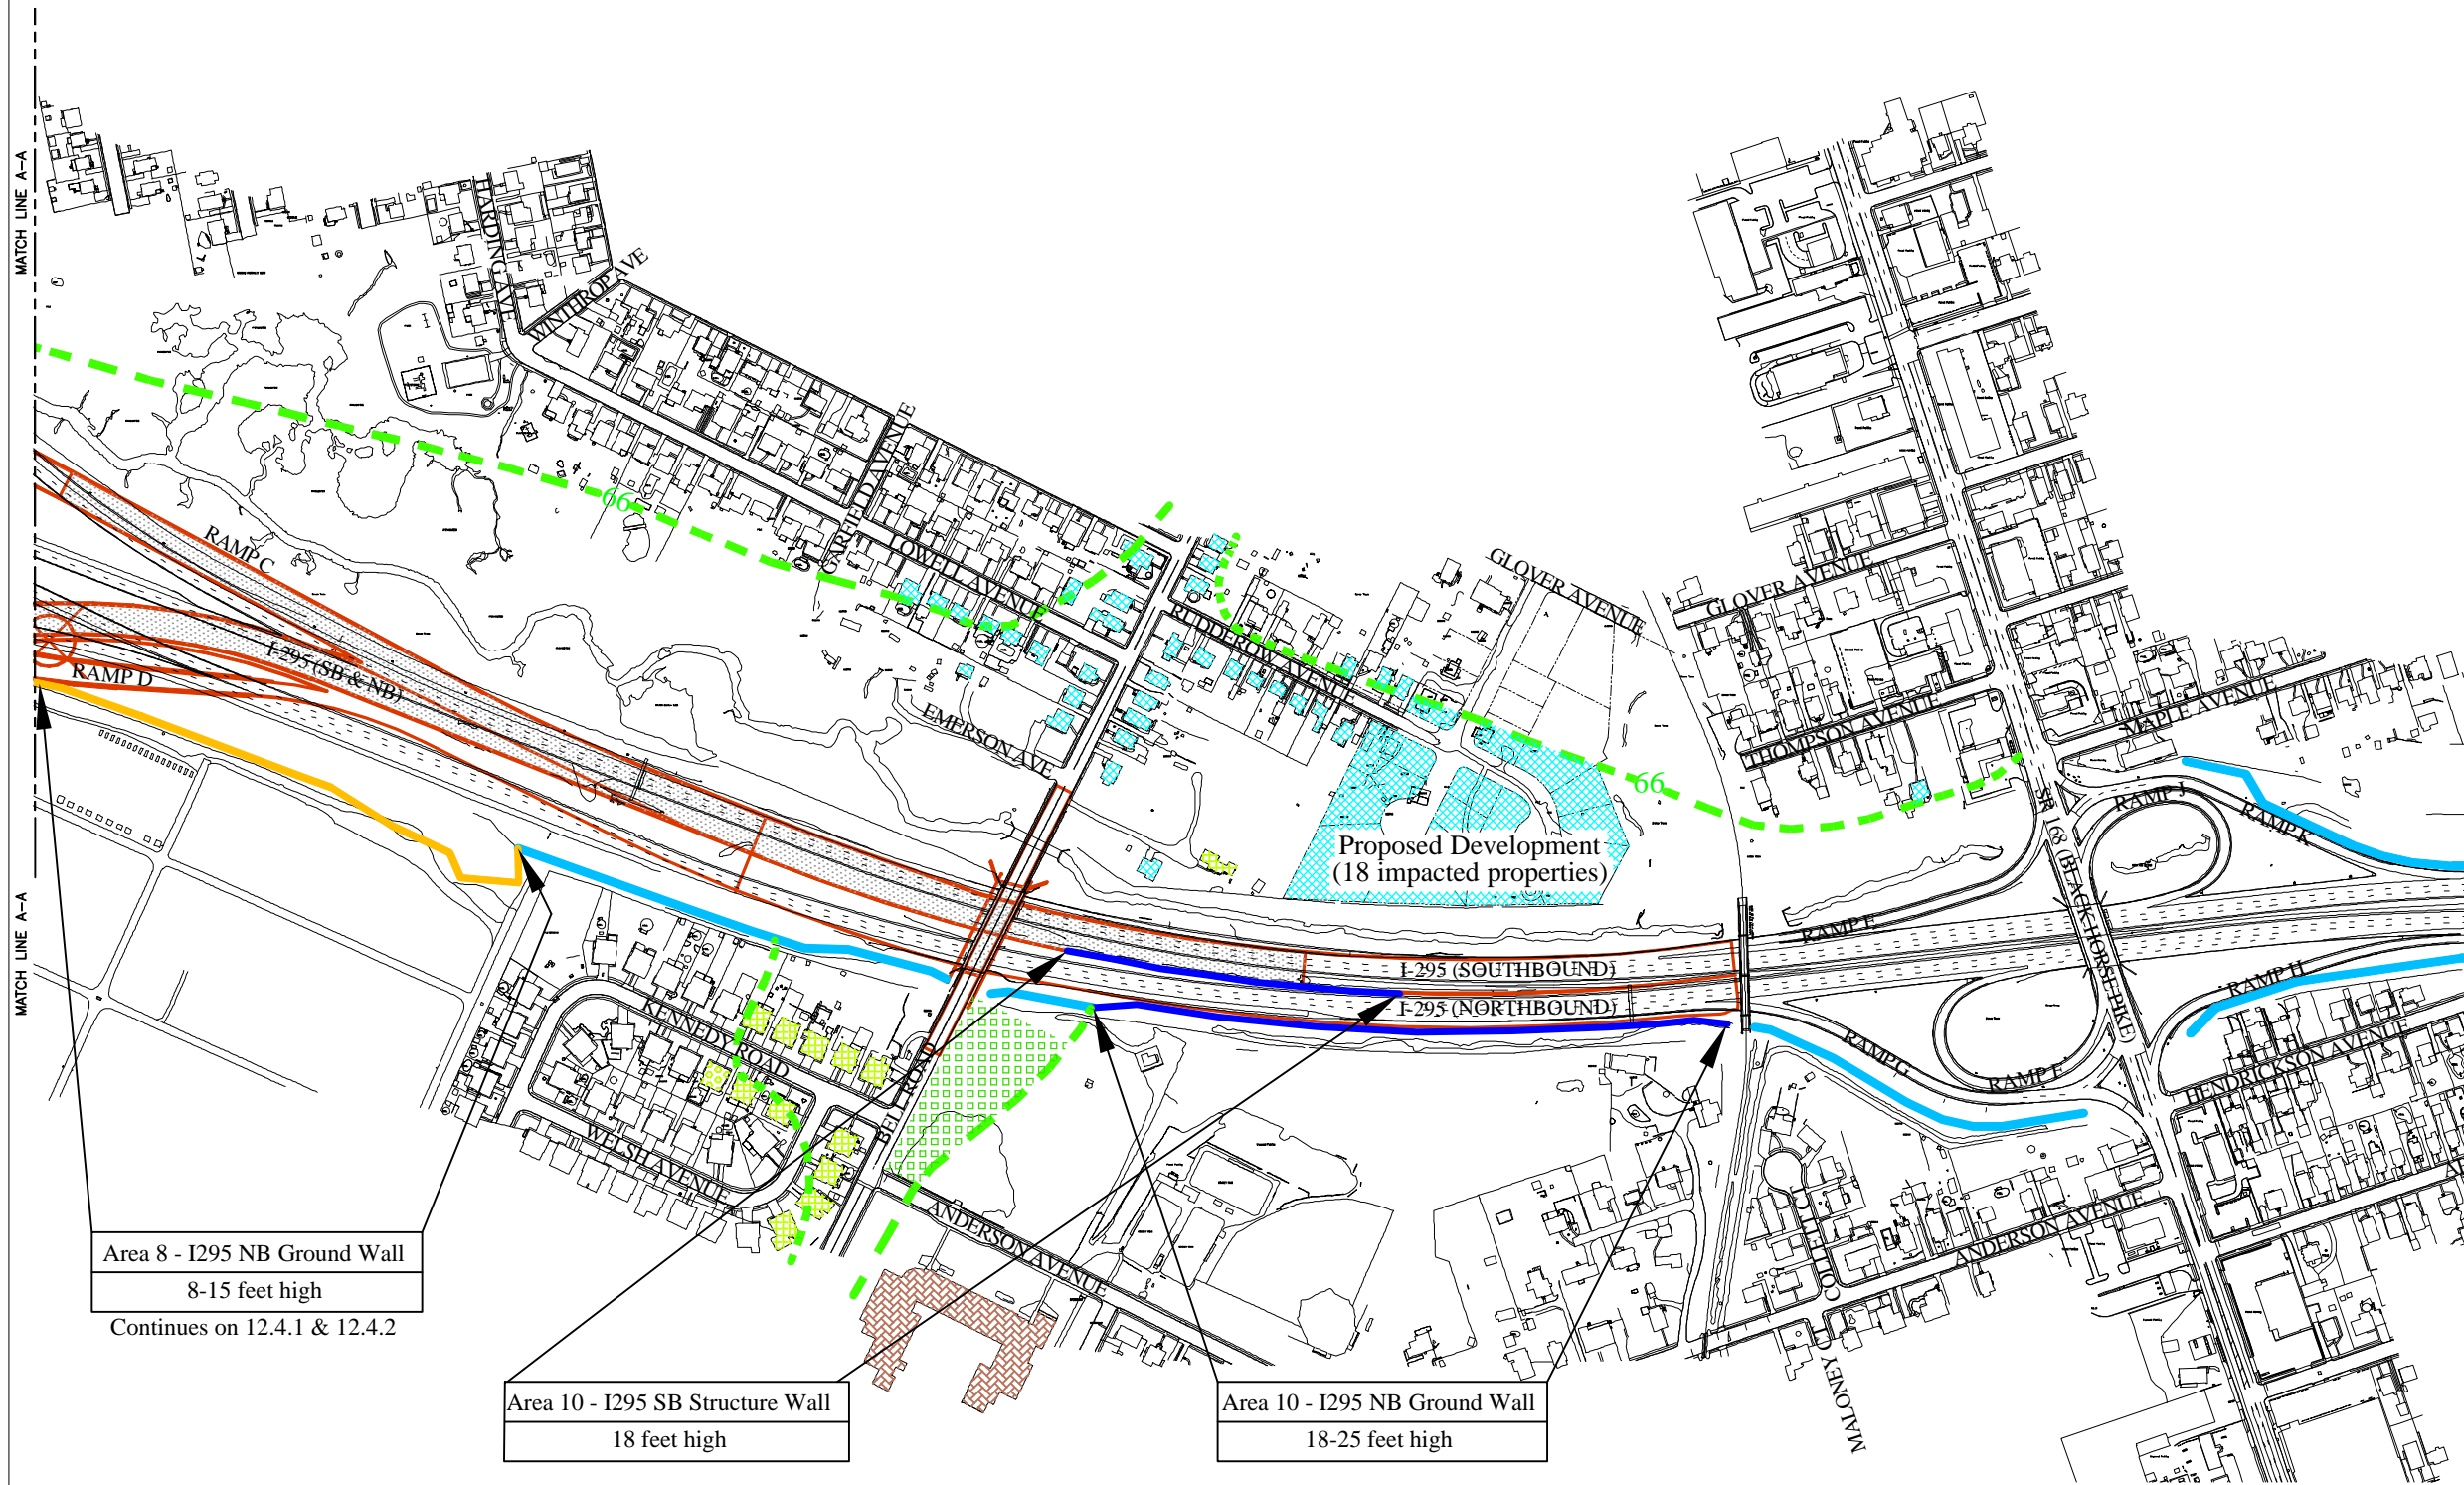 MATCH LINE A-A
WINTHROP AVE
GARFIELD AVENUE
66
LOWELL AVENUE
RAMP C
I-295 (SB & NB)
RAMP D
EMERSON AVE
RUDDEROW AVENUE
GLOVER AVENUE
GLOVER AVENUE
THOMPSON AVENUE
MAPLE AVENUE
66
RAMP J
RAMP K
SR 168 (BLACK HORSE PIKE)
Proposed Development
(18 impacted properties)
MATCH LINE A-A
I-295 (SOUTHBOUND)
I-295 (NORTHBOUND)
RAMP H
RAMP G
RAMP F
HENDRICKSON AVENUE
KENNEDY ROAD
WELSH AVENUE
ANDERSON AVENUE
ANDERSON AVENUE
MALONEY
Area 8 - I295 NB Ground Wall
8-15 feet high
Continues on 12.4.1 & 12.4.2
Area 10 - I295 SB Structure Wall
18 feet high
Area 10 - I295 NB Ground Wall
18-25 feet high